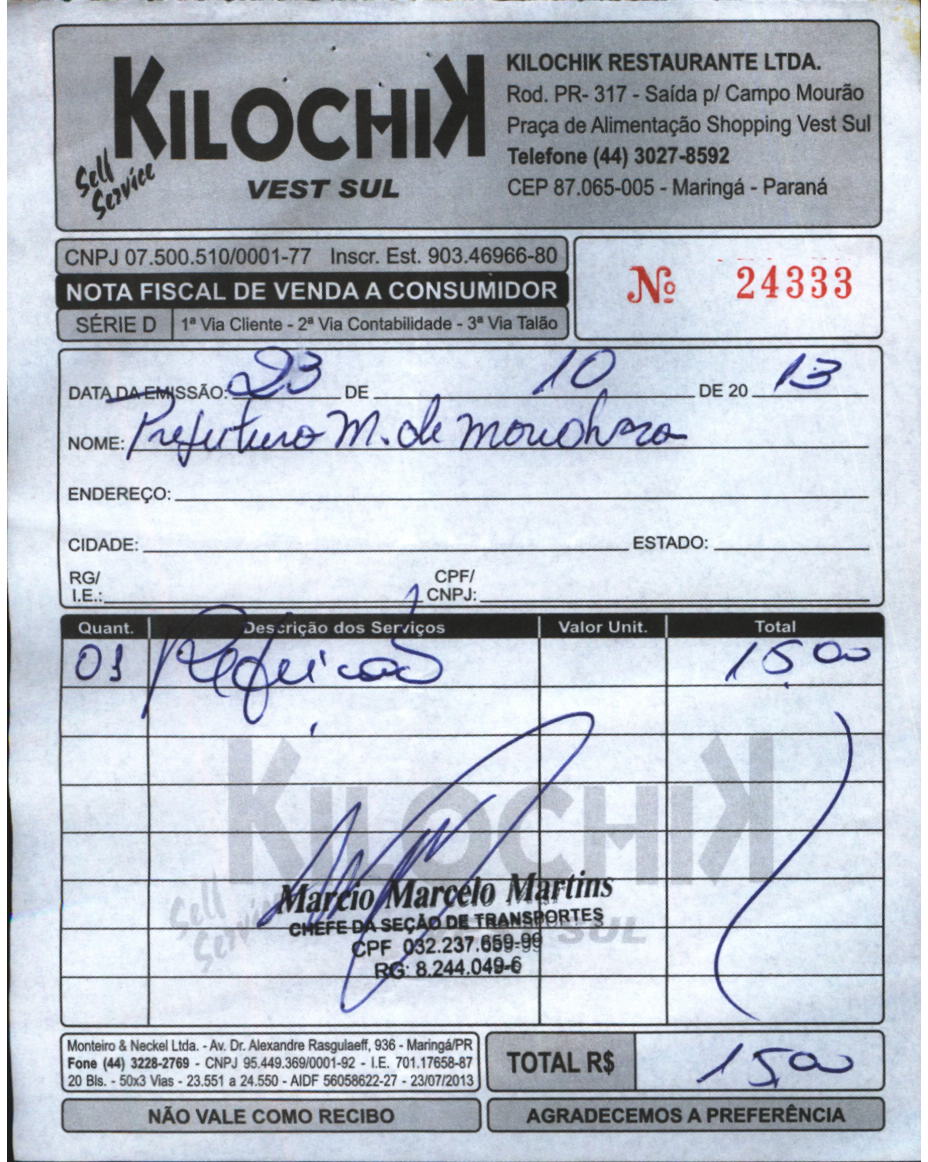 KILOCHIK
Self
Service
VEST SUL
KILOCHIK RESTAURANTE LTDA.
Rod. PR- 317 - Saída p/ Campo Mourão
Praça de Alimentação Shopping Vest Sul
Telefone (44) 3027-8592
CEP 87.065-005 - Maringá - Paraná
CNPJ 07.500.510/0001-77 Inscr. Est. 903.46966-80
NOTA FISCAL DE VENDA A CONSUMIDOR
SÉRIE D 1ª Via Cliente - 2ª Via Contabilidade - 3ª Via Talão
Nº 24333
DATA DA EMISSÃO: 23 DE 10 DE 20 13
NOME: M. de
ENDEREÇO:
CIDADE: ESTADO:
RG/ I.E.: CPF/ CNPJ:
Quant. Descrição dos Serviços Valor Unit. Total
01 Refeição 15,00
KILOCHIK
Self
Service
VEST SUL
Marcio Marcelo Martins
CHEFE DA SEÇÃO DE TRANSPORTES
CPF 032.237.659-99
RG: 8.244.049-6
Monteiro & Neckel Ltda. - Av. Dr. Alexandre Rasgulaeff, 936 - Maringá/PR
Fone (44) 3228-2769 - CNPJ 95.449.369/0001-92 - I.E. 701.17658-87
20 Bls. - 50x3 Vias - 23.551 a 24.550 - AIDF 56058622-27 - 23/07/2013
TOTAL R$ 15,00
NÃO VALE COMO RECIBO
AGRADECEMOS A PREFERÊNCIA